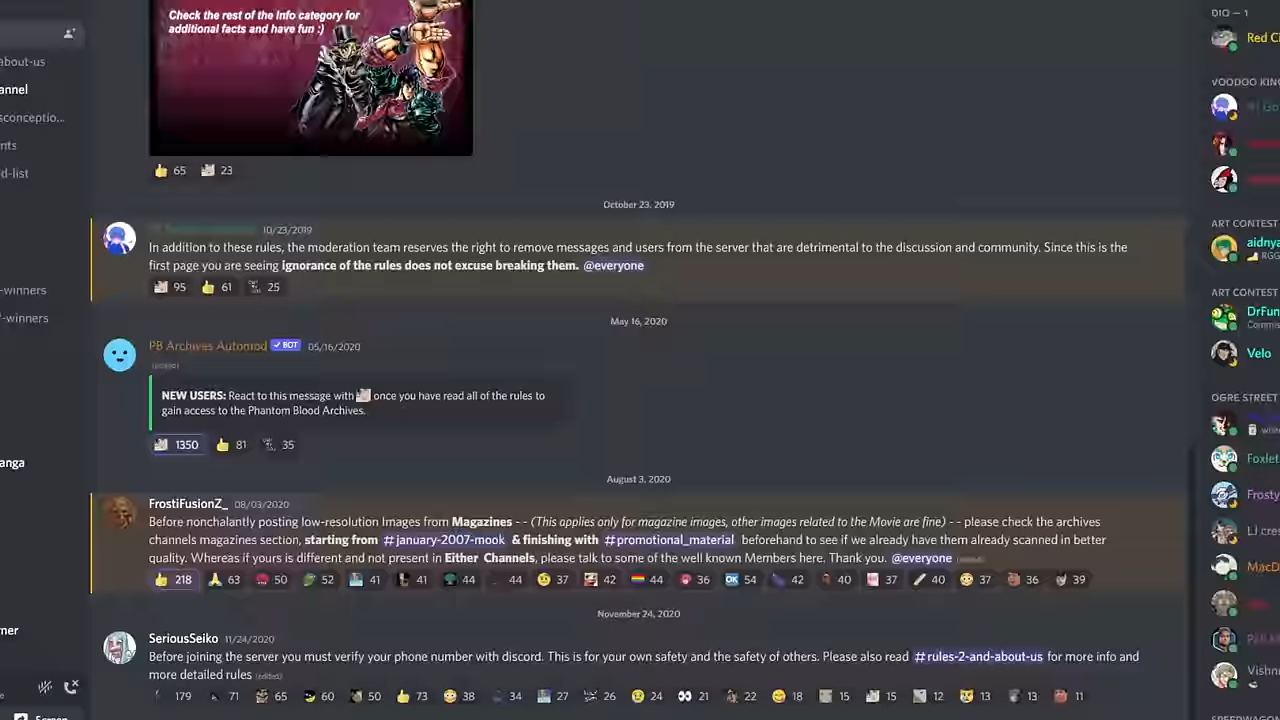 Check the rest of the Info category for
additional facts and have fun :)
65 23
October 23, 2019
10/23/2019
In addition to these rules, the moderation team reserves the right to remove messages and users from the server that are detrimental to the discussion and community. Since this is the
first page you are seeing ignorance of the rules does not excuse breaking them. @everyone
95 61 25
May 16, 2020
PB Archives Automod BOT 05/16/2020
NEW USERS: React to this message with once you have read all of the rules to
gain access to the Phantom Blood Archives.
1350 81 35
August 3, 2020
FrostiFusionZ_ 08/03/2020
Before nonchalantly posting low-resolution Images from Magazines - - (This applies only for magazine images, other images related to the Movie are fine) - - please check the archives
channels magazines section, starting from #january-2007-mook & finishing with #promotional_material beforehand to see if we already have them already scanned in better
quality. Whereas if yours is different and not present in Either Channels, please talk to some of the well known Members here. Thank you. @everyone
218 63 50 52 41 41 44 44 37 42 44 36 OK 54 42 40 37 40 37 36 39
November 24, 2020
SeriousSeiko 11/24/2020
Before joining the server you must verify your phone number with discord. This is for your own safety and the safety of others. Please also read #rules-2-and-about-us for more info and
more detailed rules (edited)
179 71 65 60 50 73 38 34 27 26 24 21 22 18 15 15 12 13 13 11
about-us
annel
sconceptio...
nts
d-list
-winners
-winners
anga
rner
Screen
DIO — 1
Red Ci
VOODOO KING
ART CONTEST
aidnya
RGG
ART CONTEST
DrFun
Velo
OGRE STREET
Foxlet
Frosty
LJ cre
MacD
Vishn
SPEEDWAGO